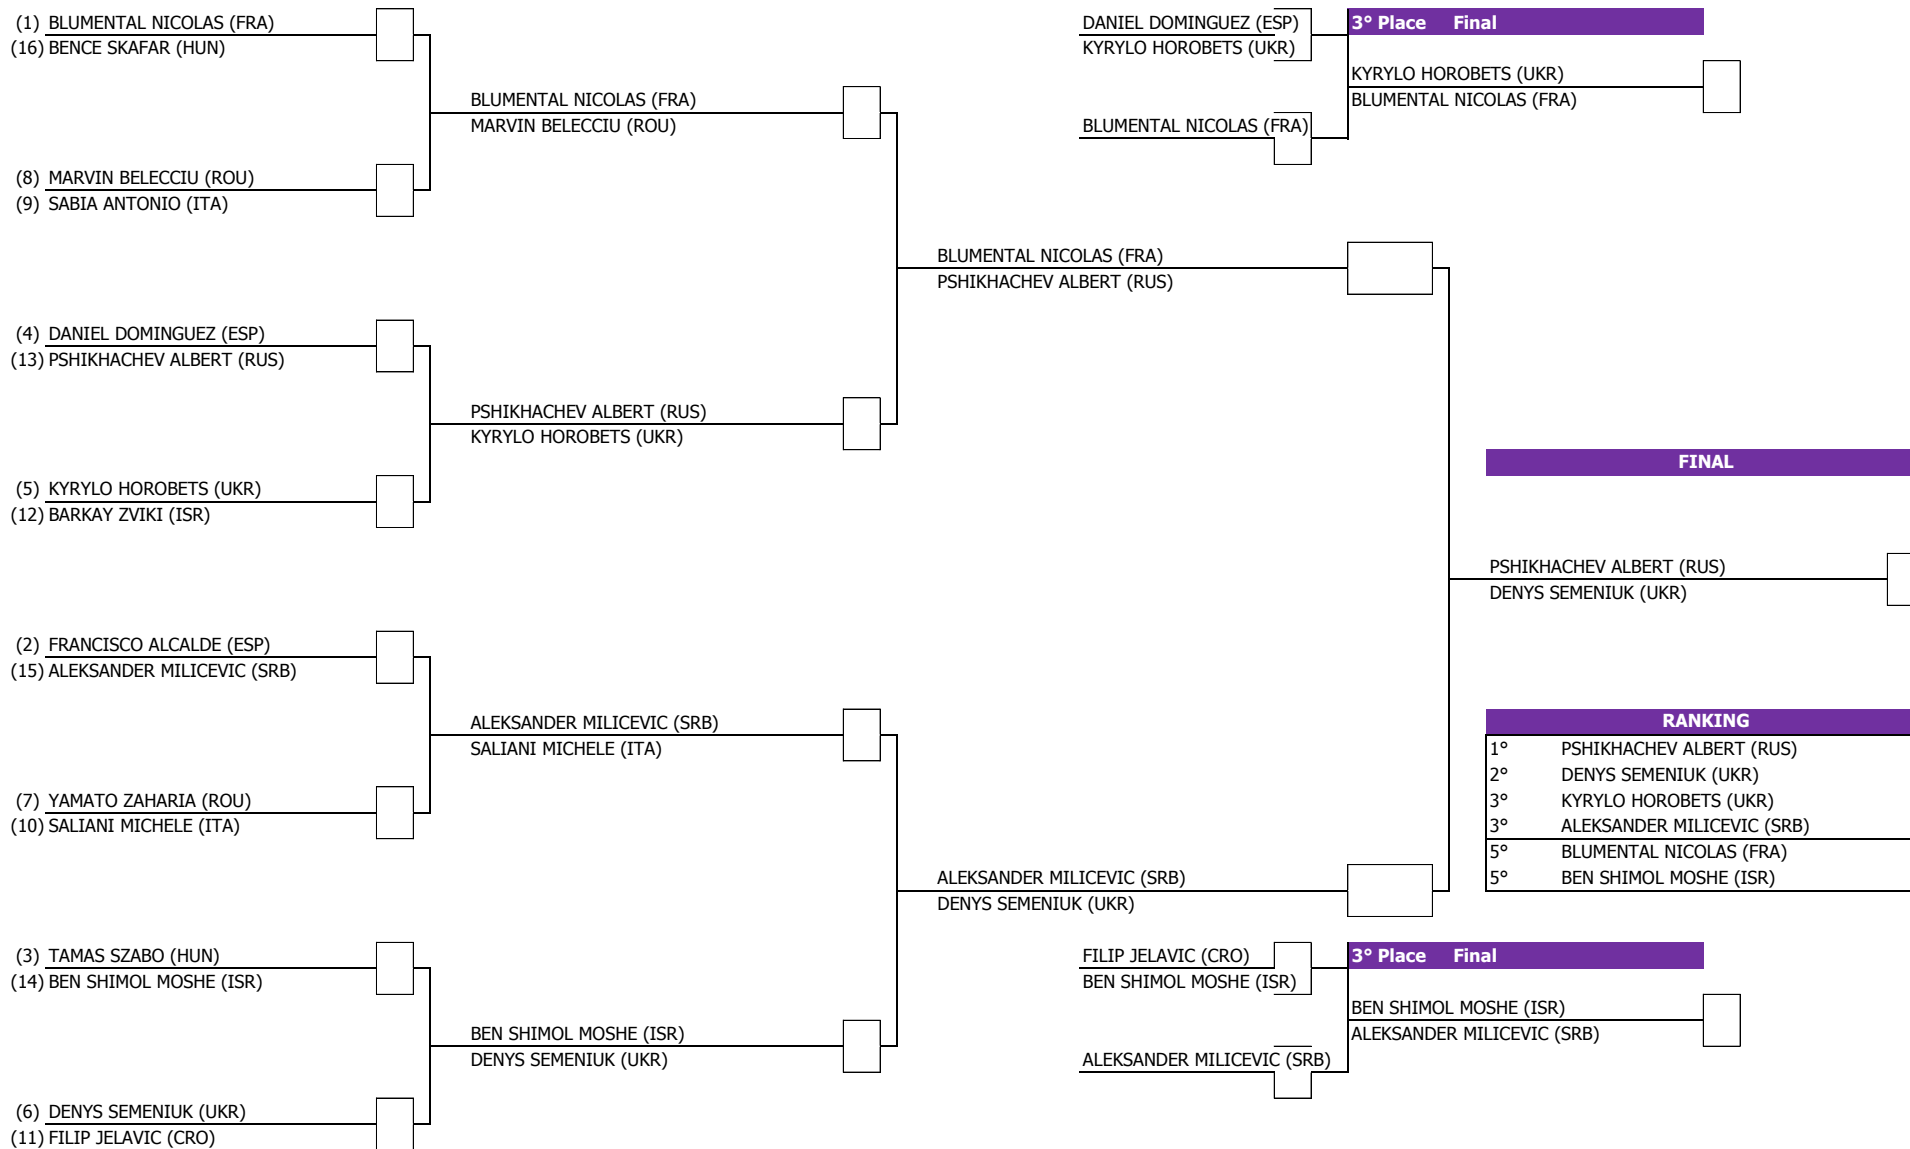 (1) BLUMENTAL NICOLAS (FRA)
(16) BENCE SKAFAR (HUN)
(8) MARVIN BELECCIU (ROU)
(9) SABIA ANTONIO (ITA)
(4) DANIEL DOMINGUEZ (ESP)
(13) PSHIKHACHEV ALBERT (RUS)
(5) KYRYLO HOROBETS (UKR)
(12) BARKAY ZVIKI (ISR)
(2) FRANCISCO ALCALDE (ESP)
(15) ALEKSANDER MILICEVIC (SRB)
(7) YAMATO ZAHARIA (ROU)
(10) SALIANI MICHELE (ITA)
(3) TAMAS SZABO (HUN)
(14) BEN SHIMOL MOSHE (ISR)
(6) DENYS SEMENIUK (UKR)
(11) FILIP JELAVIC (CRO)
BLUMENTAL NICOLAS (FRA)
MARVIN BELECCIU (ROU)
PSHIKHACHEV ALBERT (RUS)
KYRYLO HOROBETS (UKR)
ALEKSANDER MILICEVIC (SRB)
SALIANI MICHELE (ITA)
BEN SHIMOL MOSHE (ISR)
DENYS SEMENIUK (UKR)
BLUMENTAL NICOLAS (FRA)
PSHIKHACHEV ALBERT (RUS)
ALEKSANDER MILICEVIC (SRB)
DENYS SEMENIUK (UKR)
DANIEL DOMINGUEZ (ESP)
KYRYLO HOROBETS (UKR)
BLUMENTAL NICOLAS (FRA)
3° Place Final
KYRYLO HOROBETS (UKR)
BLUMENTAL NICOLAS (FRA)
FINAL
PSHIKHACHEV ALBERT (RUS)
DENYS SEMENIUK (UKR)
RANKING
1° PSHIKHACHEV ALBERT (RUS)
2° DENYS SEMENIUK (UKR)
3° KYRYLO HOROBETS (UKR)
3° ALEKSANDER MILICEVIC (SRB)
5° BLUMENTAL NICOLAS (FRA)
5° BEN SHIMOL MOSHE (ISR)
FILIP JELAVIC (CRO)
BEN SHIMOL MOSHE (ISR)
ALEKSANDER MILICEVIC (SRB)
3° Place Final
BEN SHIMOL MOSHE (ISR)
ALEKSANDER MILICEVIC (SRB)